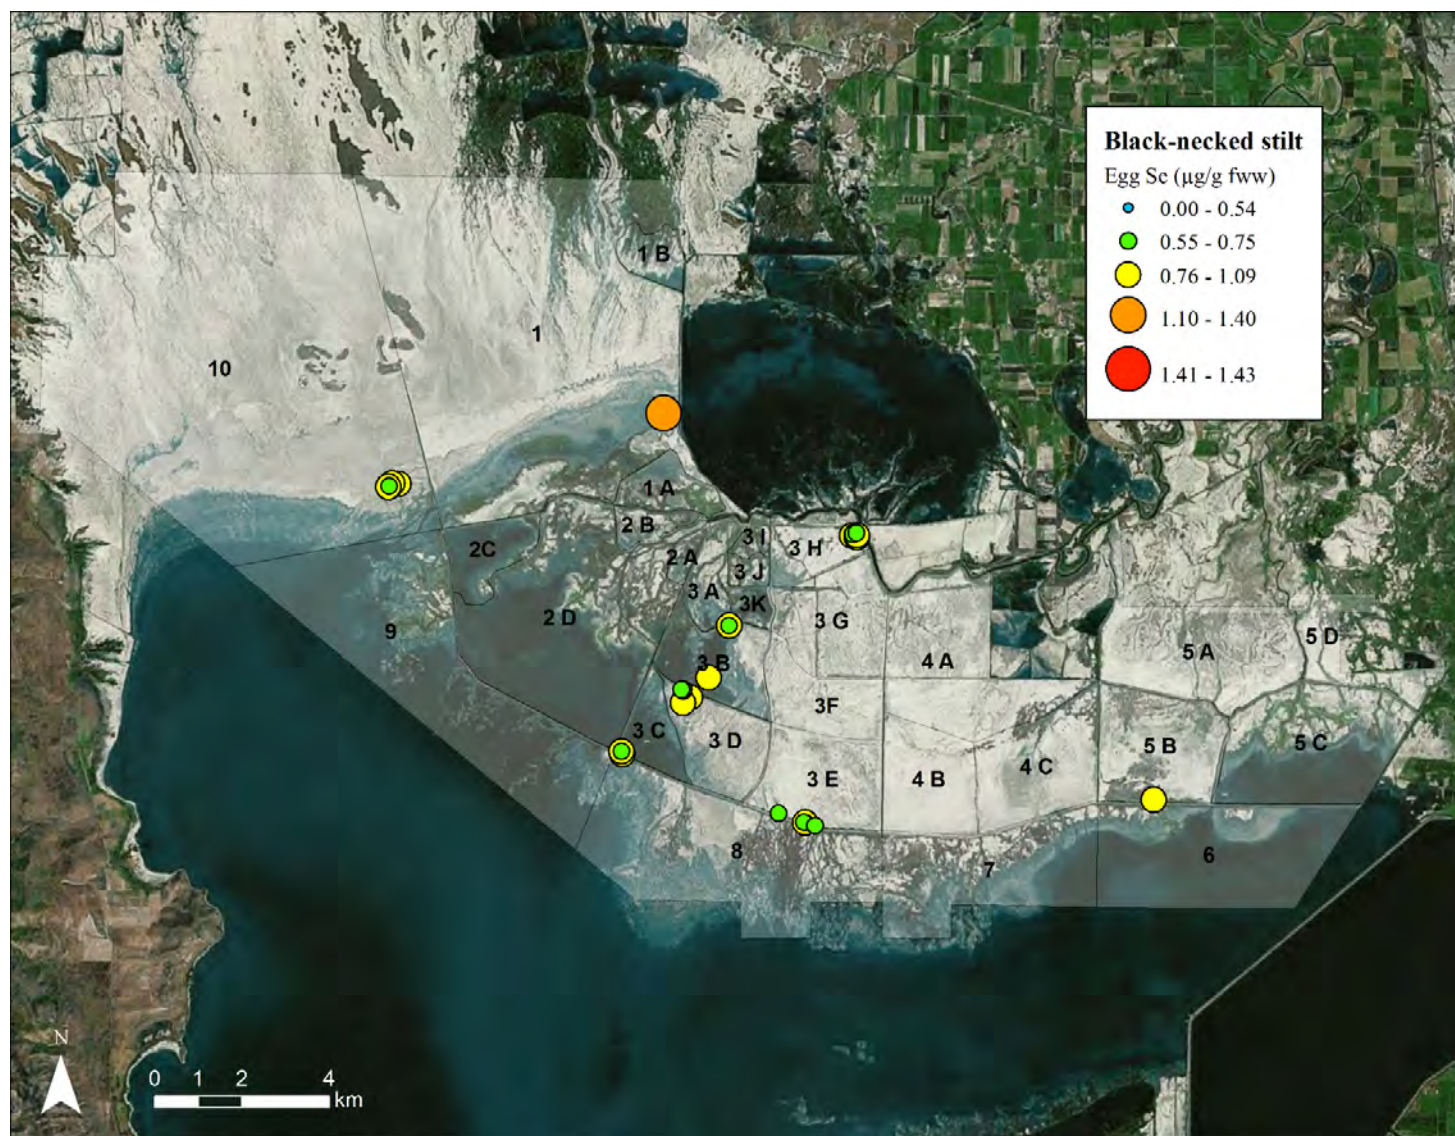 Black-necked stilt
Egg Se (µg/g fww)
0.00 - 0.54
0.55 - 0.75
0.76 - 1.09
1.10 - 1.40
1.41 - 1.43
1 B
1
10
1 A
2 B
2C
3 I
3 H
2 A
3 J
3 A
3K
2 D
3 G
9
5 D
5 A
4 A
3 B
3F
3 C
3 D
5 B
5 C
4 C
3 E
4 B
8
6
7
N
0 1 2 4
km